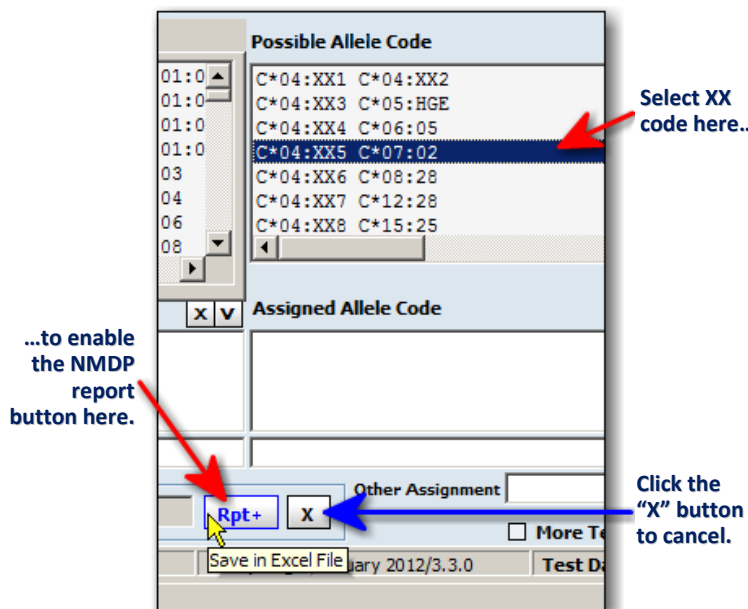 Possible Allele Code
01:0
01:0
01:0
01:0
03
04
06
08
C*04:XX1 C*04:XX2
C*04:XX3 C*05:HGE
C*04:XX4 C*06:05
C*04:XX5 C*07:02
C*04:XX6 C*08:28
C*04:XX7 C*12:28
C*04:XX8 C*15:25
Select XX
code here..
X V
Assigned Allele Code
...to enable
the NMDP
report
button here.
Other Assignment
Rpt+ X
Click the
“X” button
to cancel.
More Te
Save in Excel File
uary 2012/3.3.0
Test Da